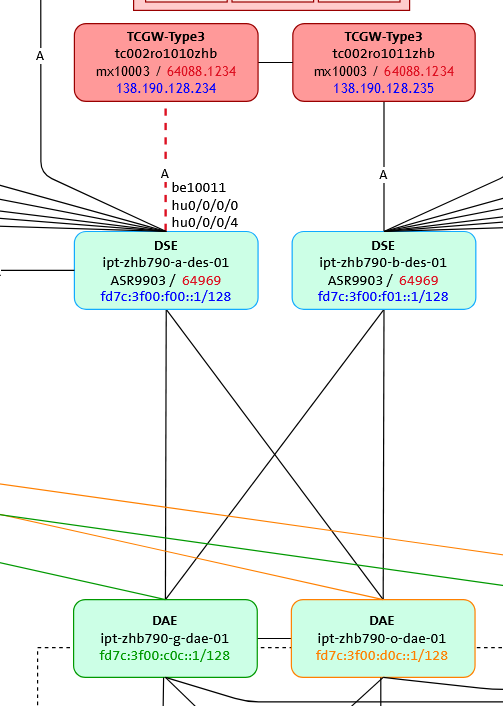 TCGW-Type3
tc002ro1010zhb
mx10003 / 64088.1234
138.190.128.234
TCGW-Type3
tc002ro1011zhb
mx10003 / 64088.1234
138.190.128.235
A
A
A
be10011
hu0/0/0/0
hu0/0/0/4
DSE
ipt-zhb790-a-des-01
ASR9903 / 64969
fd7c:3f00:f00::1/128
DSE
ipt-zhb790-b-des-01
ASR9903 / 64969
fd7c:3f00:f01::1/128
DAE
ipt-zhb790-g-dae-01
fd7c:3f00:c0c::1/128
DAE
ipt-zhb790-o-dae-01
fd7c:3f00:d0c::1/128